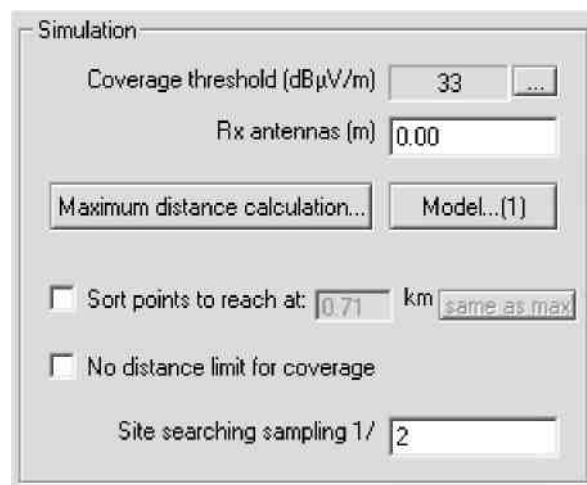 Simulation
Coverage threshold (dBµV/m) 33 ...
Rx antennas (m) 0.00
Maximum distance calculation... Model...(1)
Sort points to reach at: 0.71 km same as max
No distance limit for coverage
Site searching sampling 1/ 2